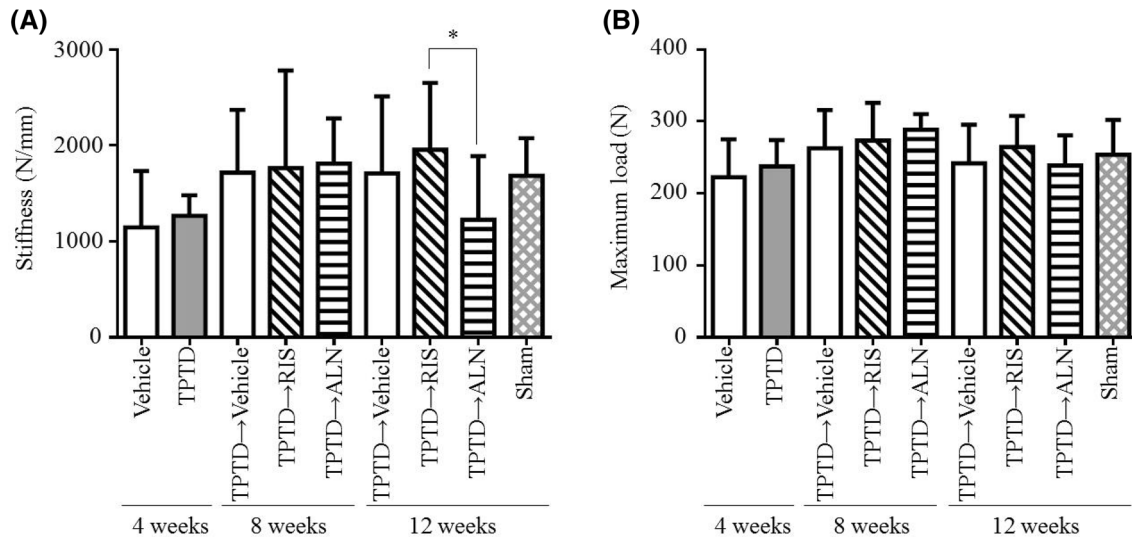 (A)
Stiffness (N/mm)
3000
2000
1000
0
*
Vehicle
TPTD
TPTD→Vehicle
TPTD→RIS
TPTD→ALN
TPTD→Vehicle
TPTD→RIS
TPTD→ALN
Sham
4 weeks
8 weeks
12 weeks
(B)
Maximum load (N)
400
300
200
100
0
Vehicle
TPTD
TPTD→Vehicle
TPTD→RIS
TPTD→ALN
TPTD→Vehicle
TPTD→RIS
TPTD→ALN
Sham
4 weeks
8 weeks
12 weeks